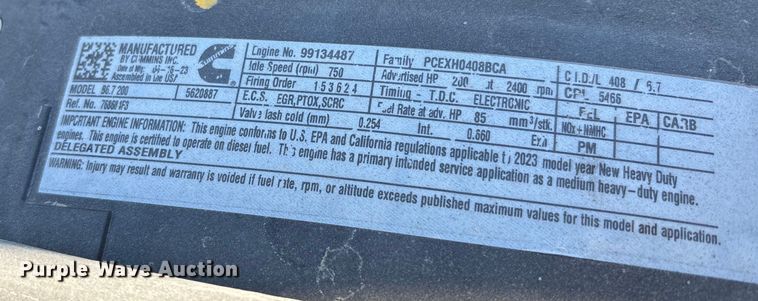 MANUFACTURED
BY CUMMINS INC.
Date of Mfg.
Assembled in the USA
MODEL B6.7 200 5620887
Ref. No.
Engine No. 99134487
Idle Speed (rpm) 750
Firing Order 153624
E.C.S. EGR,PTOX,SCRC
Valve lash cold (mm) 0.254 Int. 0.660 Exh.
Family PCEXH0408BCA
Advertised HP 200 at 2400 rpm
Timing - T.D.C. ELECTRONIC
Fuel Rate at adv. HP 85 mm³/stk.
C.I.D./L 408 / 6.7
CPL 5466
FEL EPA CARB
NOX+NMHC
PM
IMPORTANT ENGINE INFORMATION: This engine conforms to U.S. EPA and California regulations applicable to 2023 model year New Heavy Duty
engines. This engine is certified to operate on diesel fuel. This engine has a primary intended service application as a medium heavy-duty engine.
DELEGATED ASSEMBLY
WARNING: Injury may result and warranty is voided if fuel rate, rpm, or altitude exceeds published maximum values for this model and application.
Purple Wave Auction